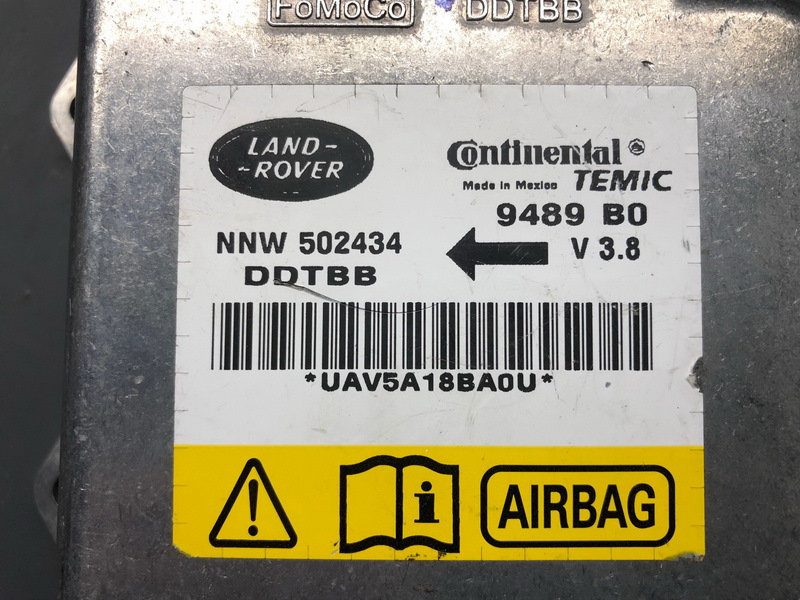 FoMoCo DDTBB
LAND-
-ROVER
Continental
Made in Mexico TEMIC
9489 B0
NNW 502434 V 3.8
DDTBB
*UAV5A18BA0U*
i
AIRBAG